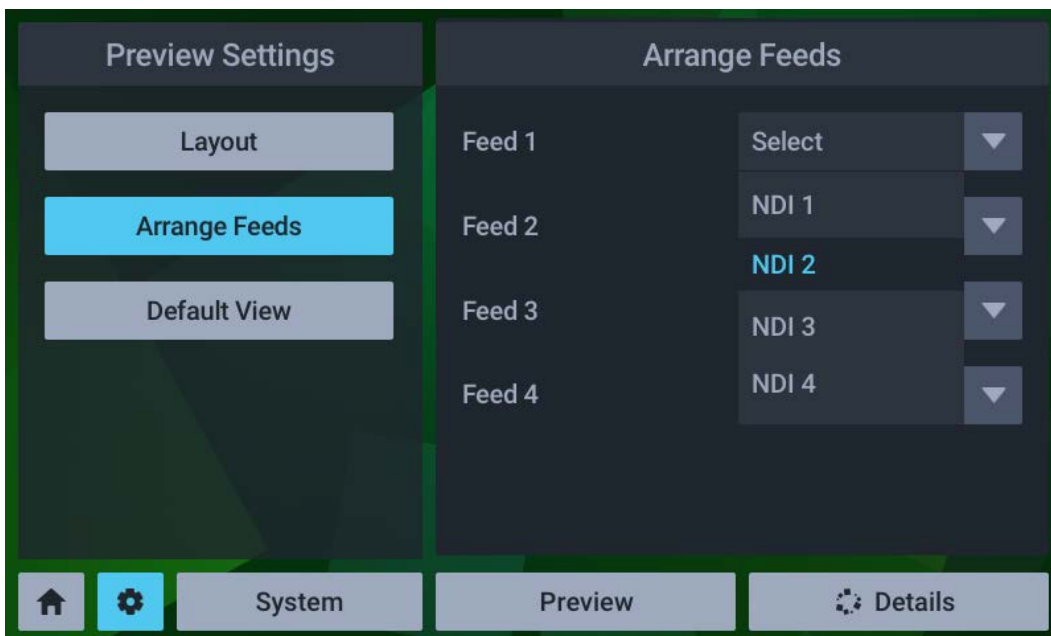 Preview Settings
Layout
Arrange Feeds
Default View
Arrange Feeds
Feed 1
Select
NDI 1
Feed 2
NDI 2
Feed 3
NDI 3
Feed 4
NDI 4
System
Preview
Details